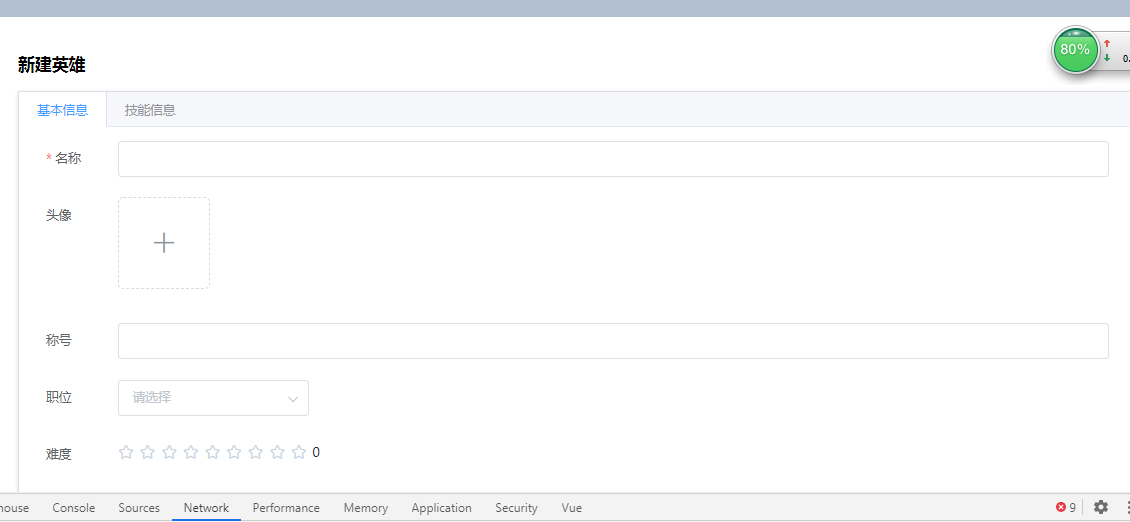 新建英雄
80%
0.
基本信息 技能信息
* 名称
头像
称号
职位 请选择
难度 0
house Console Sources Network Performance Memory Application Security Vue 9